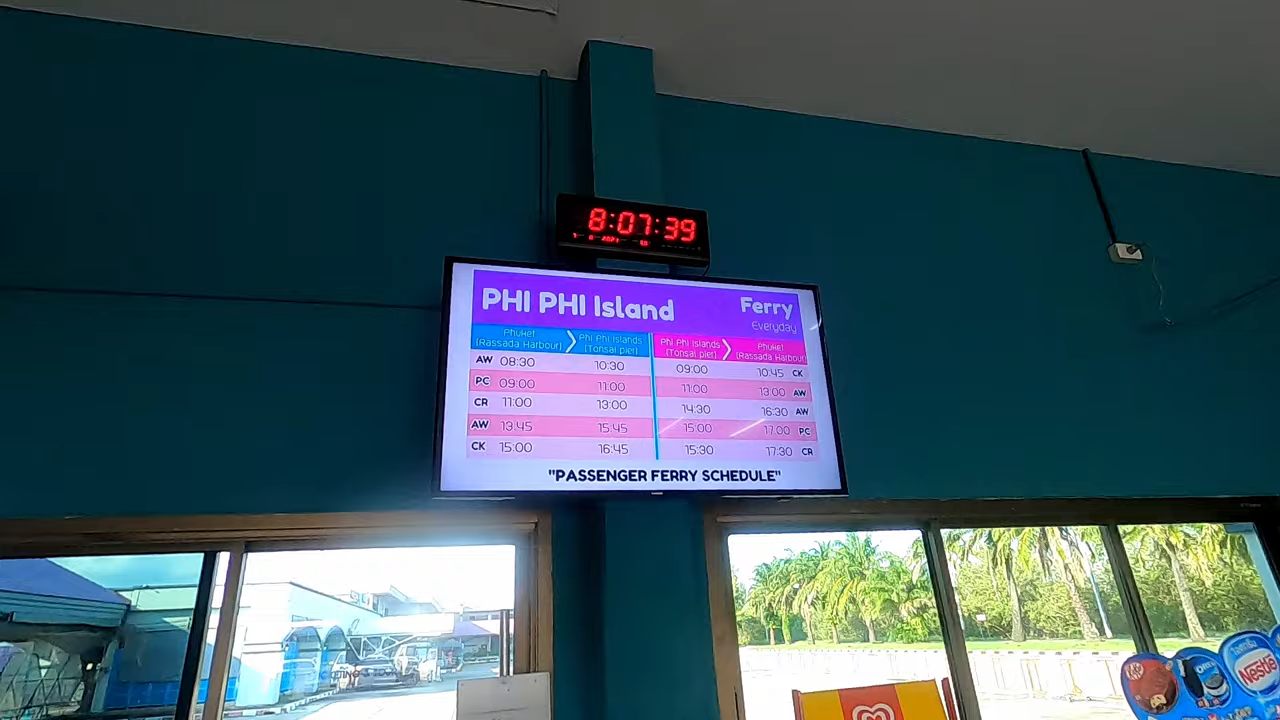 8:07:39
PHI PHI Island
Ferry
Everyday
Phuket (Rassada Harbour)
Phi Phi Islands (Tonsai pier)
Phi Phi Islands (Tonsai pier)
Phuket (Rassada Harbour)
AW 08:30 10:30 09:00 10:45 CK
PC 09:00 11:00 11:00 13:00 AW
CR 11:00 13:00 14:30 16:30 AW
AW 13:45 15:45 15:00 17:00 PC
CK 15:00 16:45 15:30 17:30 CR
"PASSENGER FERRY SCHEDULE"
KitKat
OREO
Nestlé